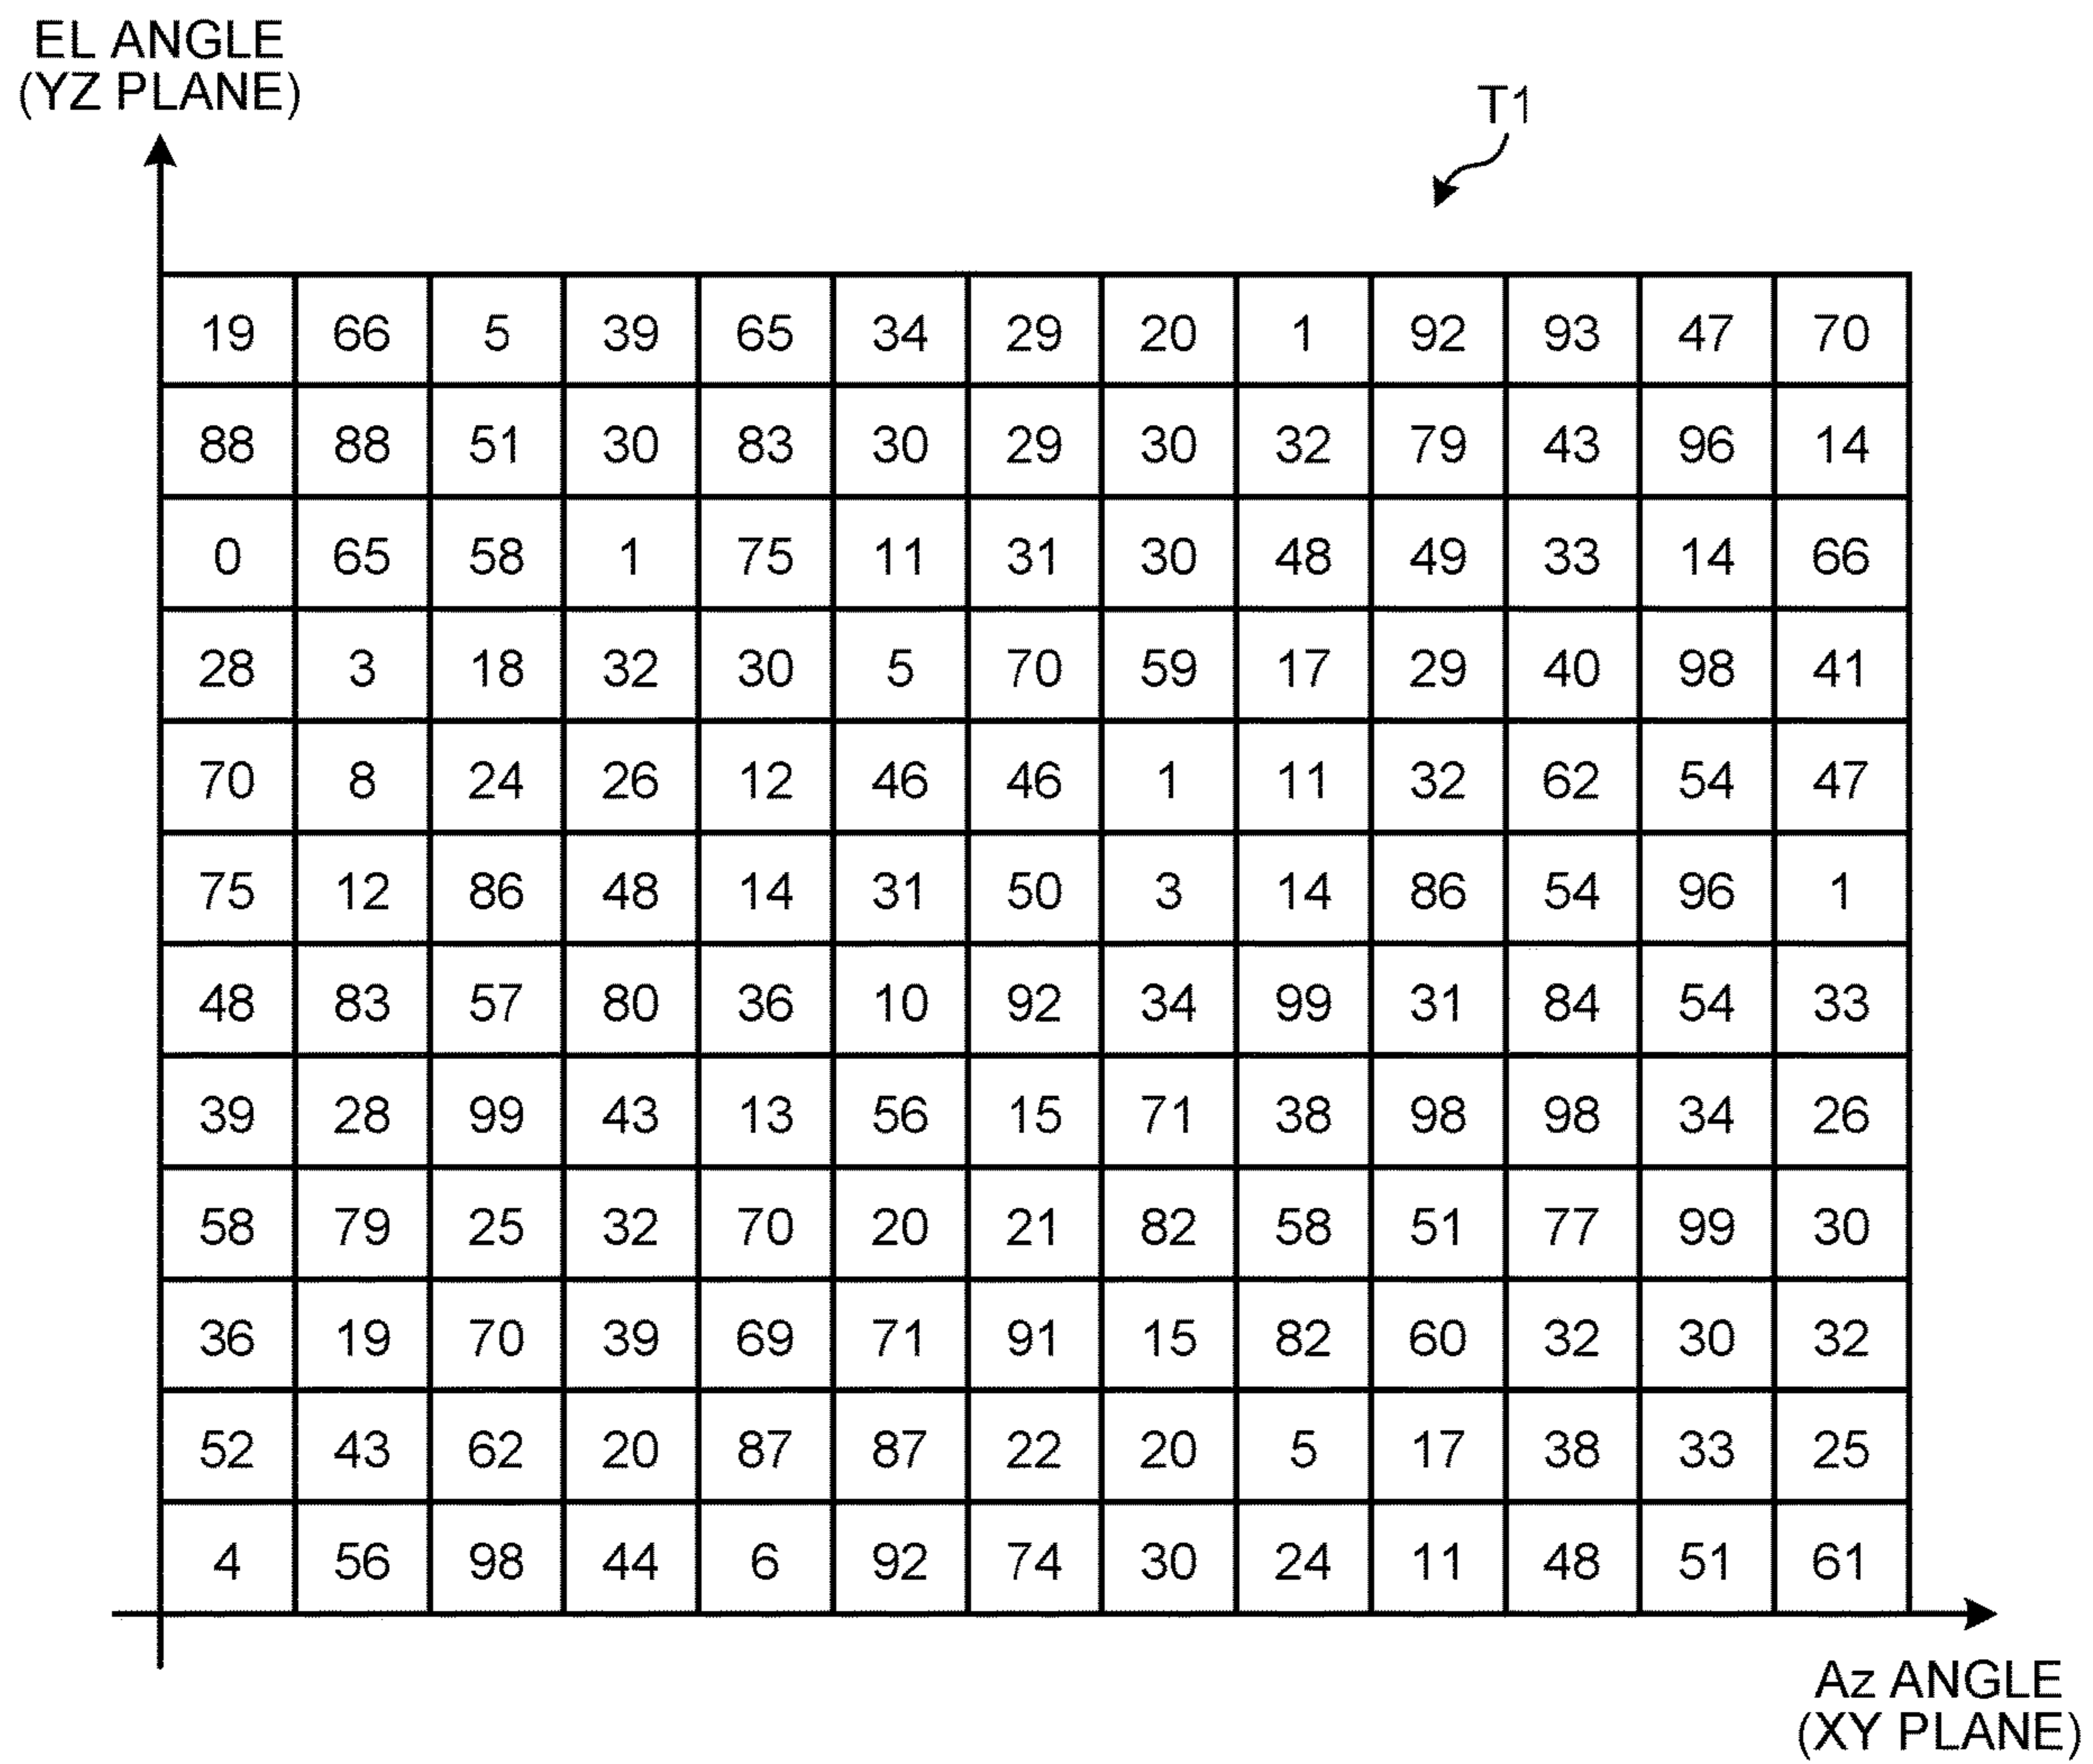 EL ANGLE
(YZ PLANE)
T1
19 66 5 39 65 34 29 20 1 92 93 47 70
88 88 51 30 83 30 29 30 32 79 43 96 14
0 65 58 1 75 11 31 30 48 49 33 14 66
28 3 18 32 30 5 70 59 17 29 40 98 41
70 8 24 26 12 46 46 1 11 32 62 54 47
75 12 86 48 14 31 50 3 14 86 54 96 1
48 83 57 80 36 10 92 34 99 31 84 54 33
39 28 99 43 13 56 15 71 38 98 98 34 26
58 79 25 32 70 20 21 82 58 51 77 99 30
36 19 70 39 69 71 91 15 82 60 32 30 32
52 43 62 20 87 87 22 20 5 17 38 33 25
4 56 98 44 6 92 74 30 24 11 48 51 61
Az ANGLE
(XY PLANE)